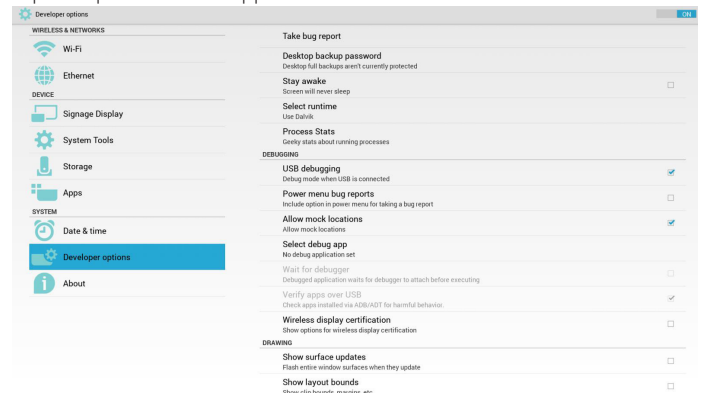 Developer options
ON
WIRELESS & NETWORKS
Wi-Fi
Ethernet
DEVICE
Signage Display
System Tools
Storage
Apps
SYSTEM
Date & time
Developer options
About
Take bug report
Desktop backup password
Desktop full backups aren't currently protected
Stay awake
Screen will never sleep
Select runtime
Use Dalvik
Process Stats
Geeky stats about running processes
DEBUGGING
USB debugging
Debug mode when USB is connected
Power menu bug reports
Include option in power menu for taking a bug report
Allow mock locations
Allow mock locations
Select debug app
No debug application set
Wait for debugger
Debugged application waits for debugger to attach before executing
Verify apps over USB
Check apps installed via ADB/ADT for harmful behavior.
Wireless display certification
Show options for wireless display certification
DRAWING
Show surface updates
Flash entire window surfaces when they update
Show layout bounds
Show clip bounds, margins, etc.